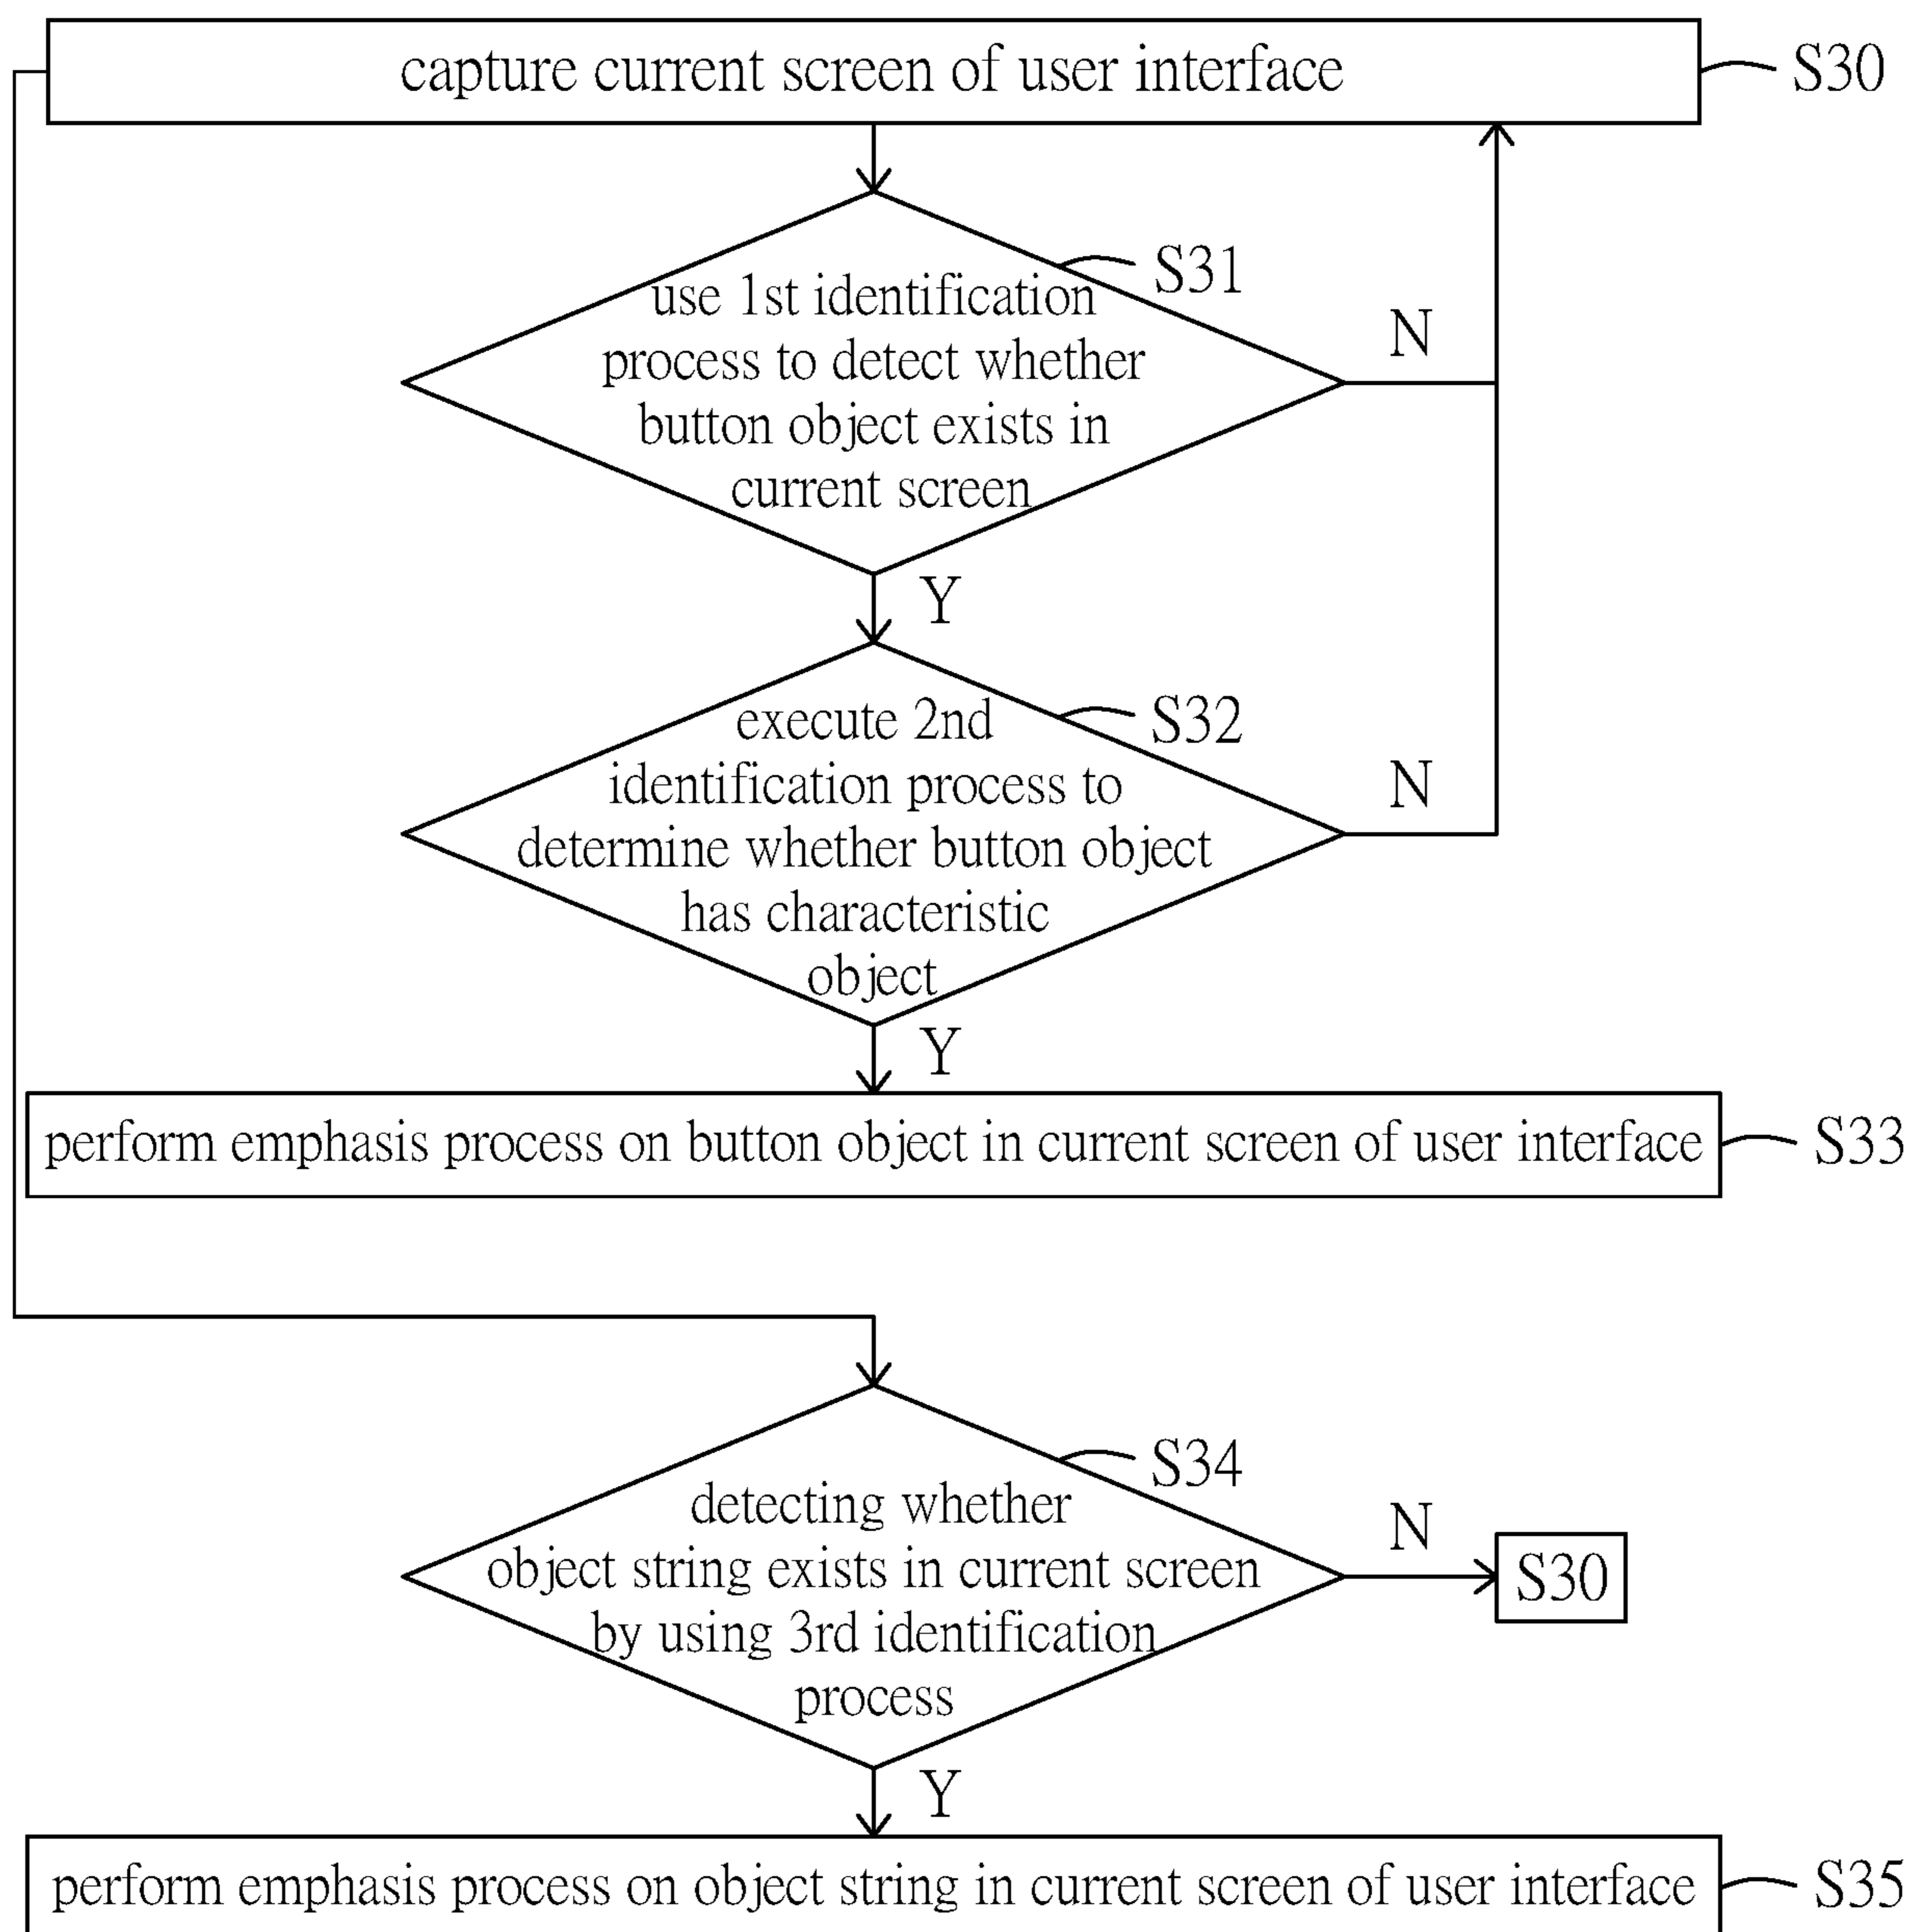 capture current screen of user interface
S30
S31
use 1st identification
process to detect whether
button object exists in
current screen
N
Y
S32
execute 2nd
identification process to
determine whether button object
has characteristic
object
N
Y
perform emphasis process on button object in current screen of user interface
S33
S34
detecting whether
object string exists in current screen
by using 3rd identification
process
N
S30
Y
perform emphasis process on object string in current screen of user interface
S35